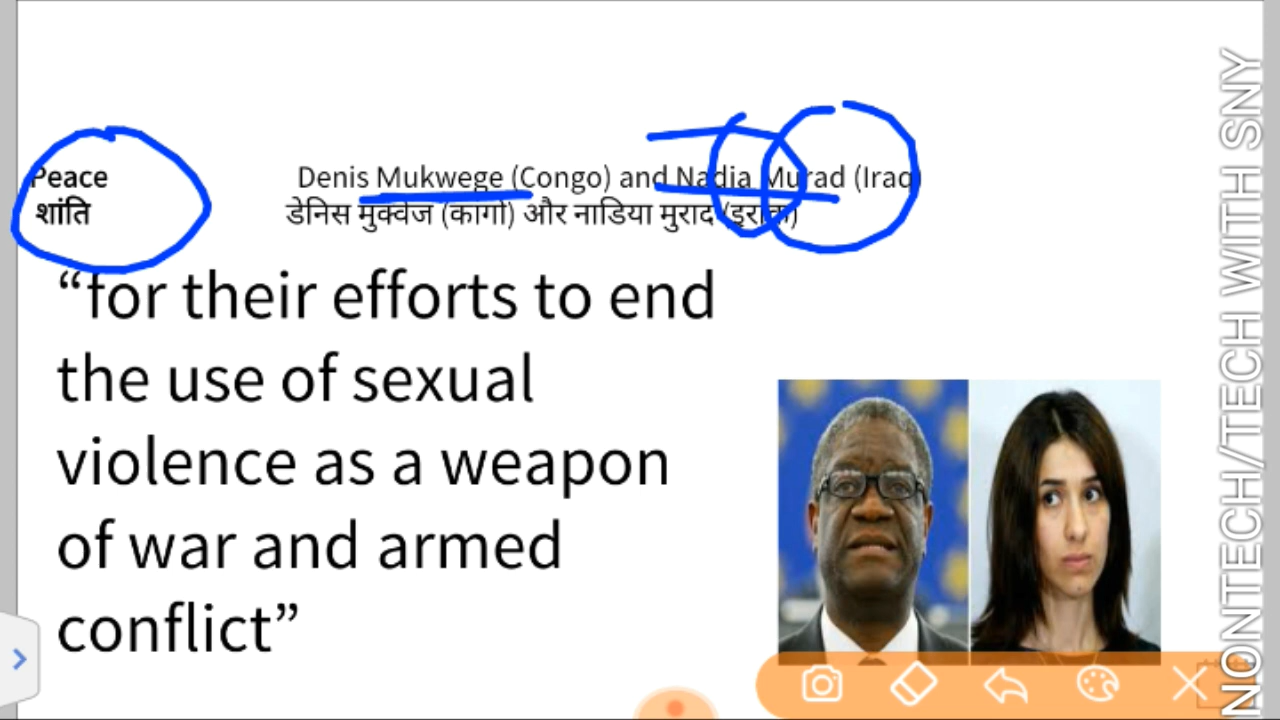 Peace
शांति
Denis Mukwege (Congo) and Nadia Murad (Iraq)
डेनिस मुक्वेज (कागो) और नाडिया मुराद (इराक)
“for their efforts to end
the use of sexual
violence as a weapon
of war and armed
conflict”
NONTECH/TECH WITH SNY